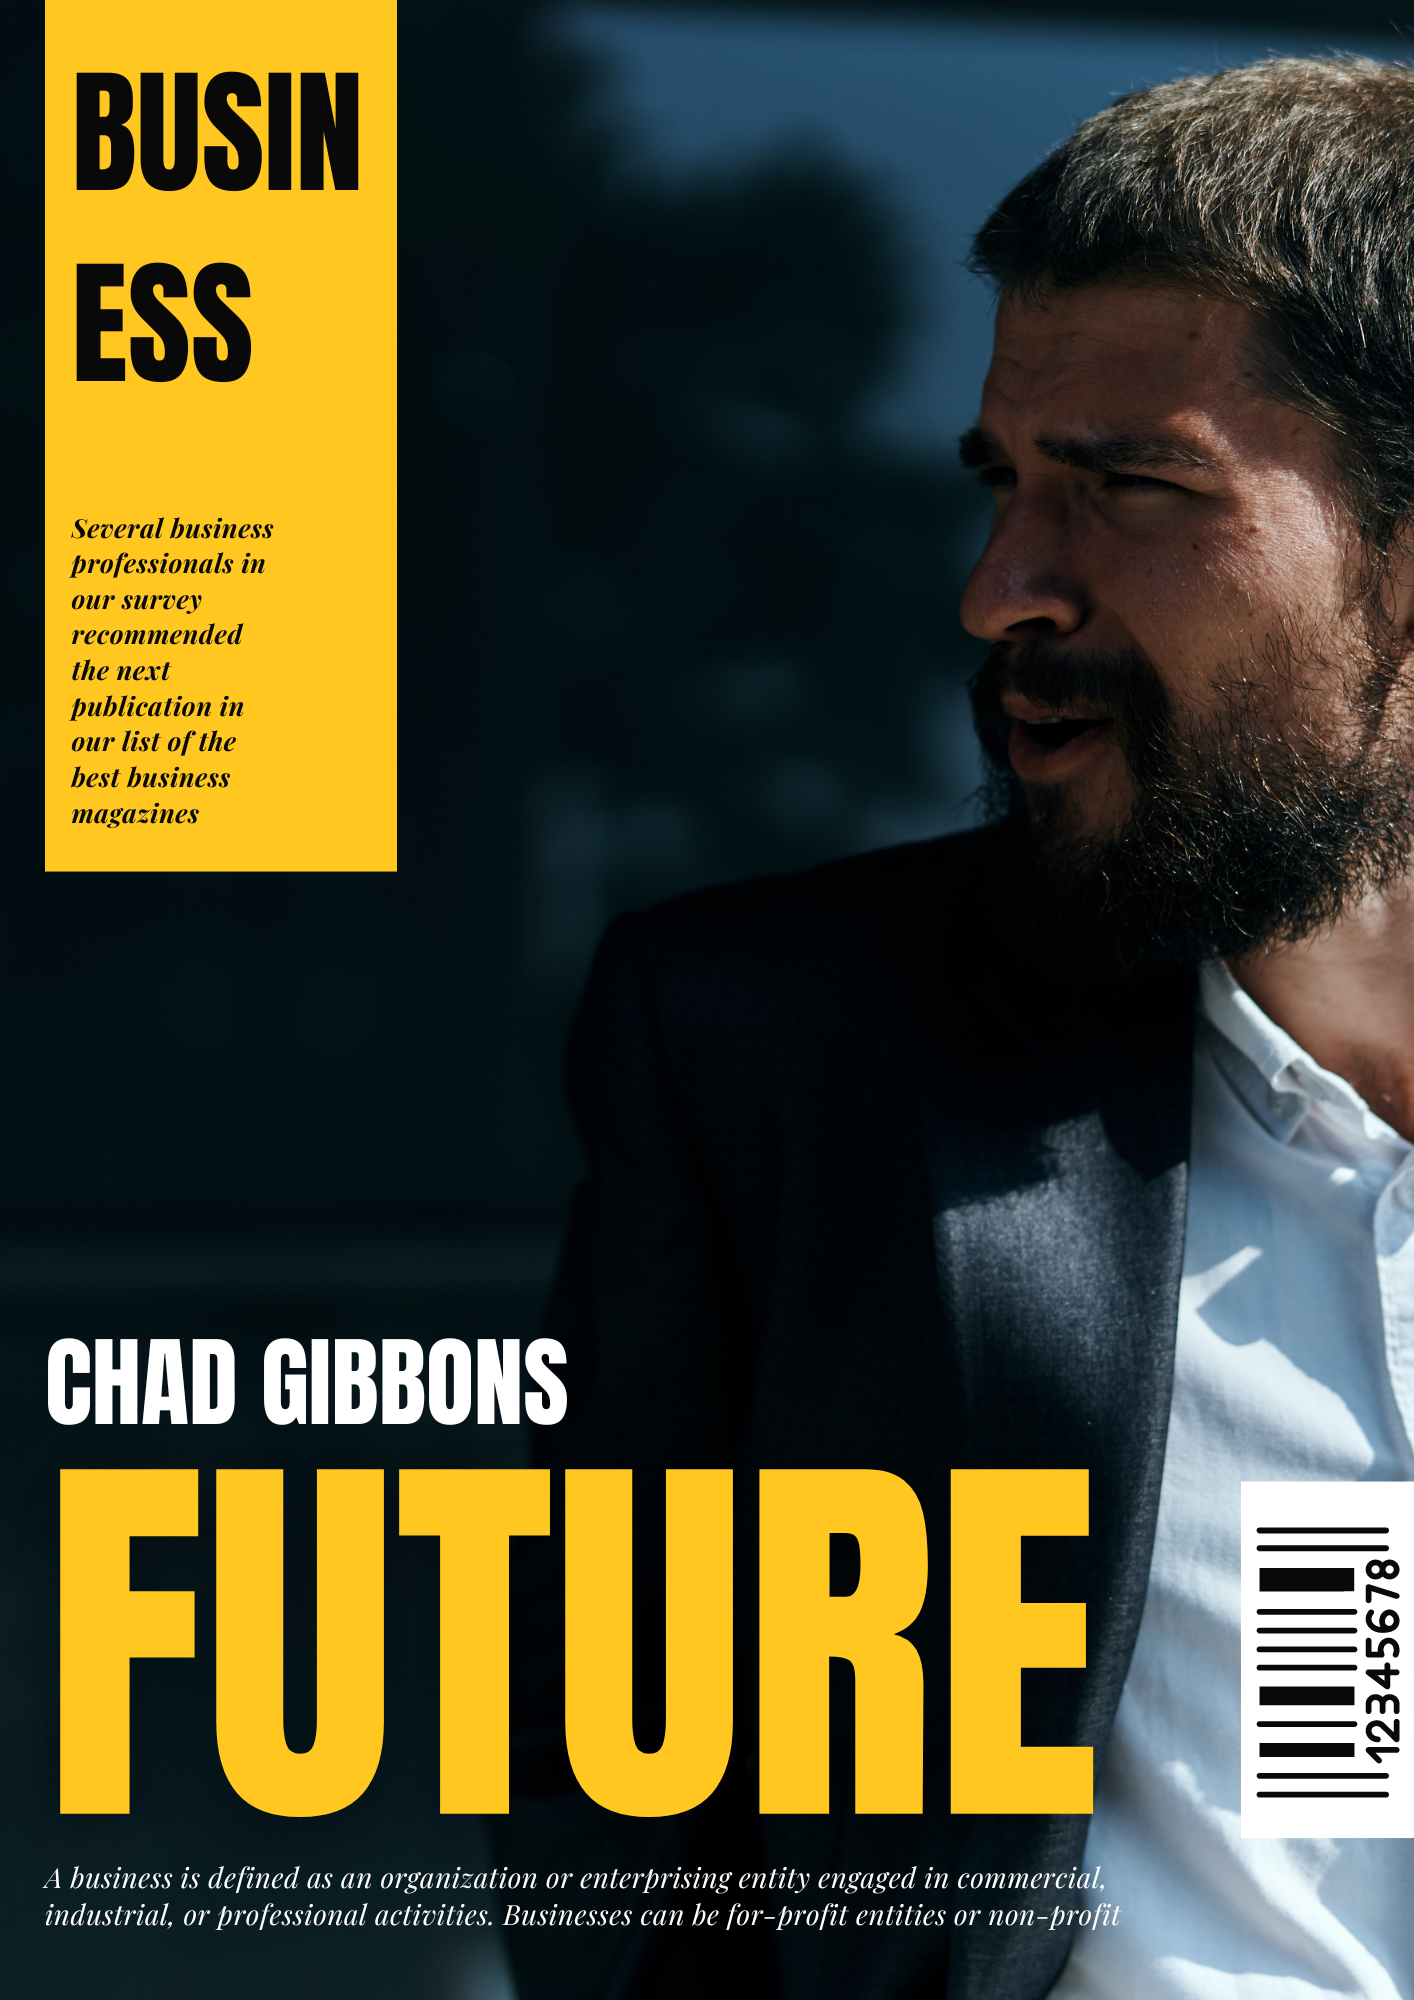 BUSIN
ESS
Several business
professionals in
our survey
recommended
the next
publication in
our list of the
best business
magazines
CHAD GIBBONS
FUTURE
12345678
A business is defined as an organization or enterprising entity engaged in commercial,
industrial, or professional activities. Businesses can be for-profit entities or non-profit